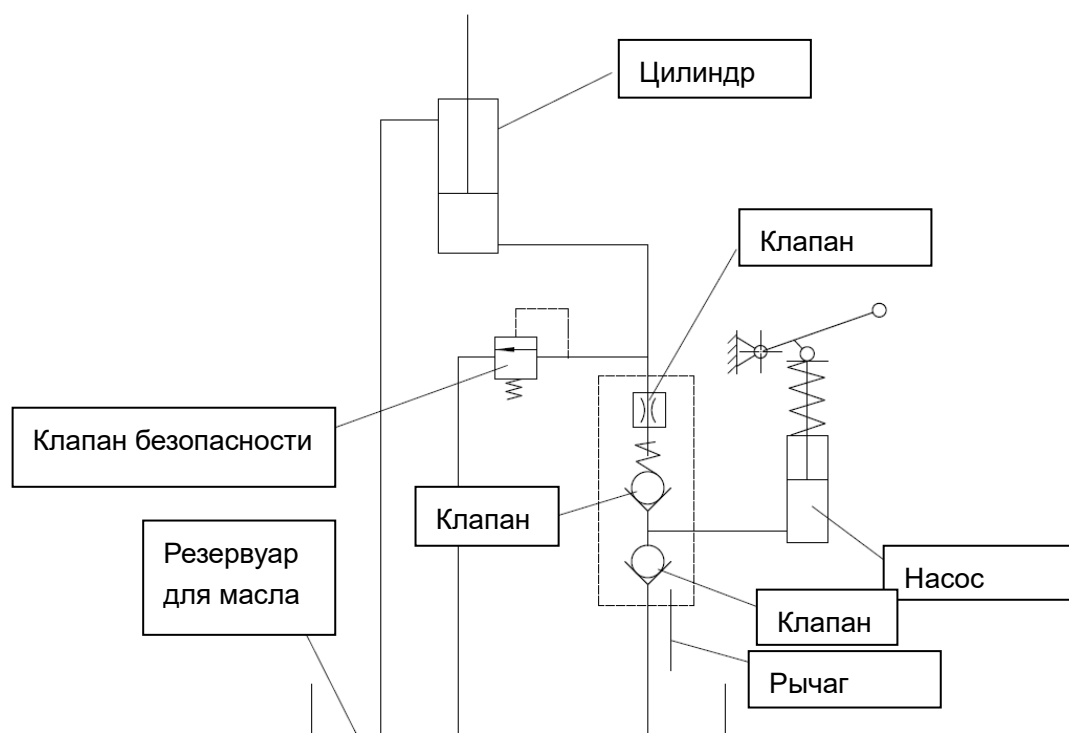 Цилиндр
Клапан
Клапан безопасности
Клапан
Резервуар
для масла
Насос
Клапан
Рычаг